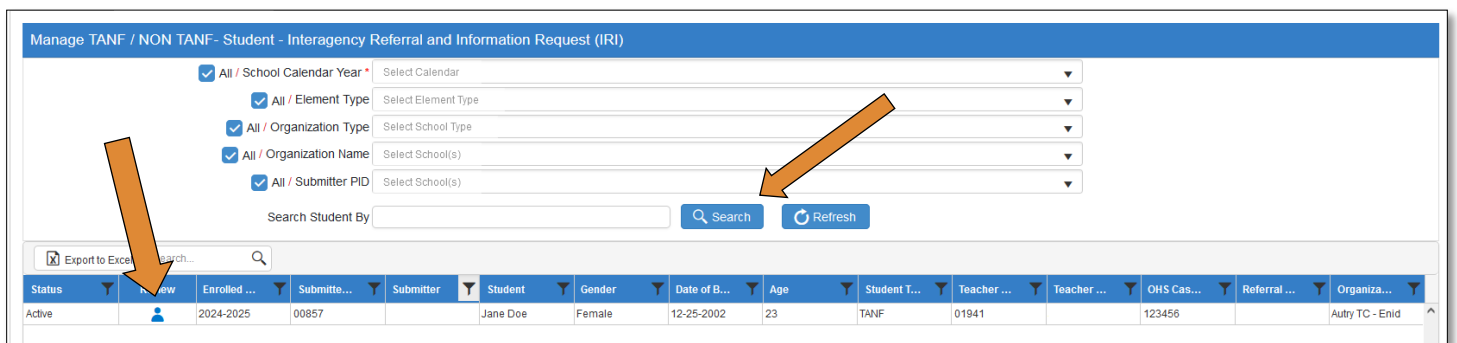 Manage TANF / NON TANF- Student - Interagency Referral and Information Request (IRI)
All / School Calendar Year * Select Calendar
All / Element Type Select Element Type
All / Organization Type Select School Type
All / Organization Name Select School(s)
All / Submitter PID Select School(s)
Search Student By Search Refresh
Export to Excel
Status Enrolled ... Submitte... Submitter Student Gender Date of B... Age Student T... Teacher ... Teacher ... OHS Cas... Referral ... Organiza...
Active 2024-2025 00857 Jane Doe Female 12-25-2002 23 TANF 01941 123456 Autry TC - Enid